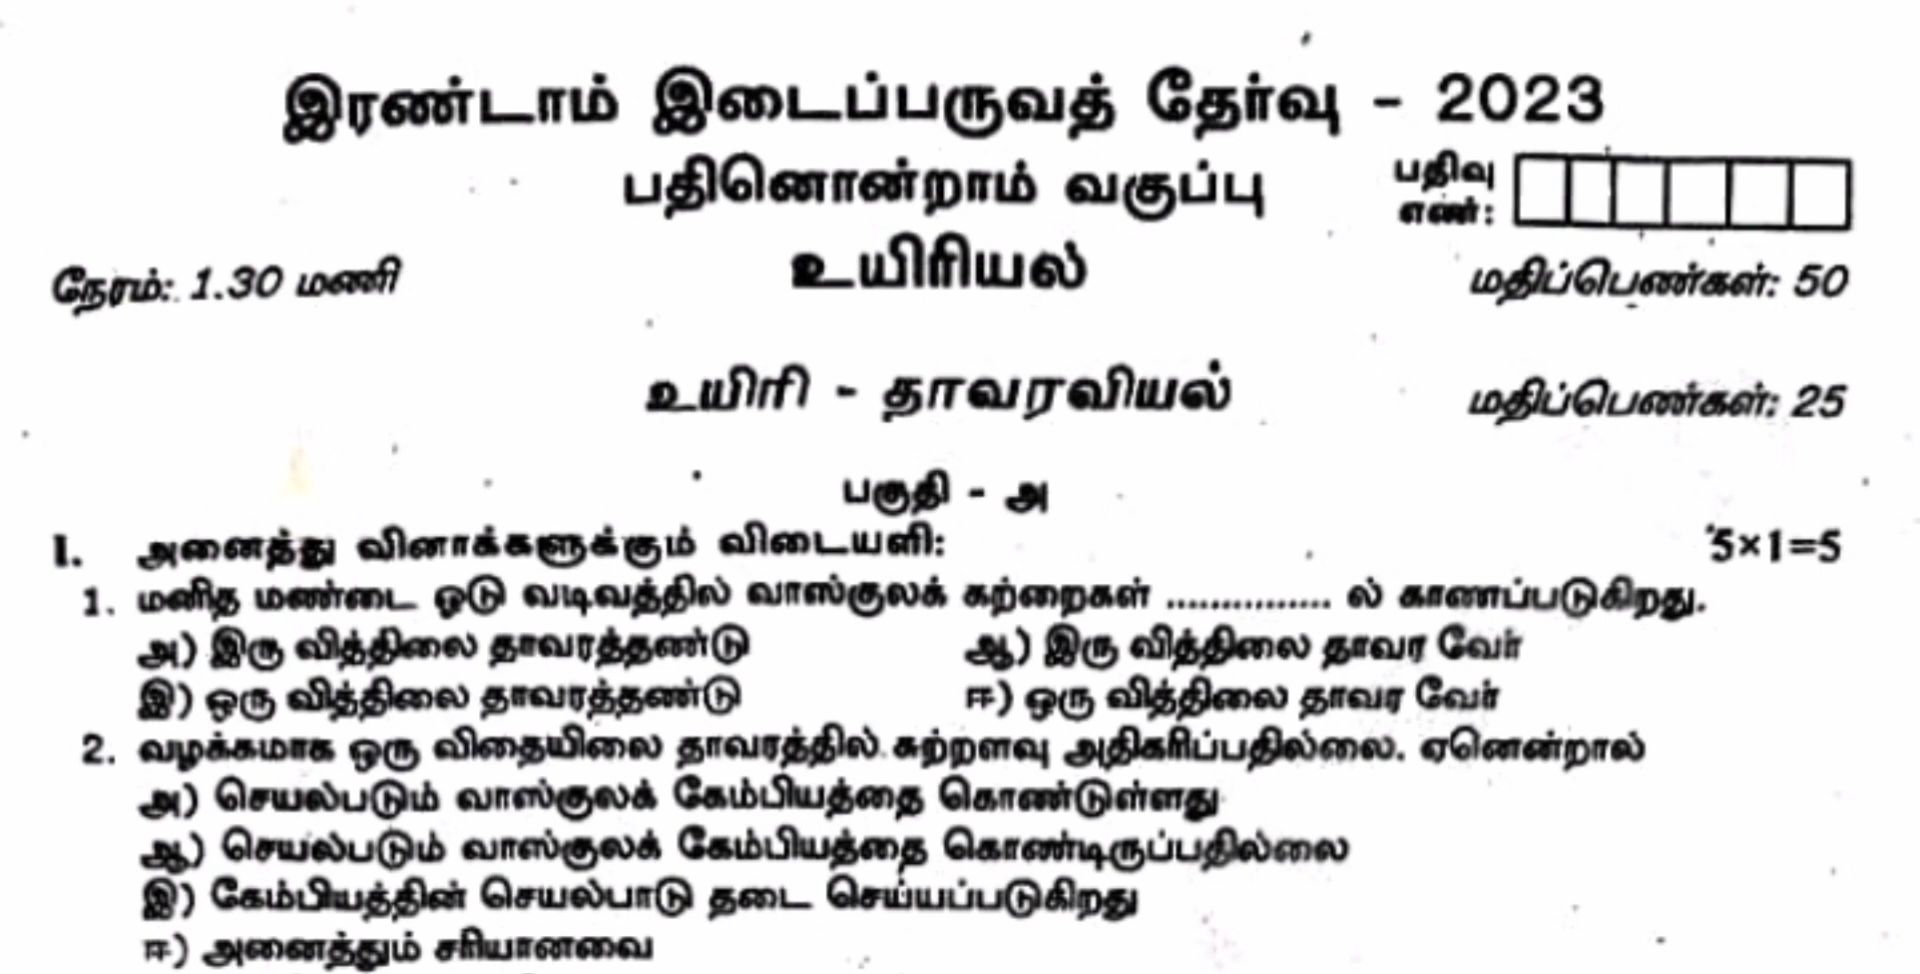 இரண்டாம் இடைப்பருவத் தேர்வு - 2023
பதினொன்றாம் வகுப்பு
பதிவு எண்:
நேரம்: 1.30 மணி
உயிரியல்
மதிப்பெண்கள்: 50
உயிரி - தாவரவியல்
மதிப்பெண்கள்: 25
பகுதி - அ
I. அனைத்து வினாக்களுக்கும் விடையளி: 5×1=5
1. மனித மண்டை ஓடு வடிவத்தில் வாஸ்குலக் கற்றைகள் ............... ல் காணப்படுகிறது.
அ) இரு வித்திலை தாவரத்தண்டு ஆ) இரு வித்திலை தாவர வேர்
இ) ஒரு வித்திலை தாவரத்தண்டு ஈ) ஒரு வித்திலை தாவர வேர்
2. வழக்கமாக ஒரு விதையிலை தாவரத்தில் சுற்றளவு அதிகரிப்பதில்லை. ஏனென்றால்
அ) செயல்படும் வாஸ்குலக் கேம்பியத்தை கொண்டுள்ளது
ஆ) செயல்படும் வாஸ்குலக் கேம்பியத்தை கொண்டிருப்பதில்லை
இ) கேம்பியத்தின் செயல்பாடு தடை செய்யப்படுகிறது
ஈ) அனைத்தும் சரியானவை